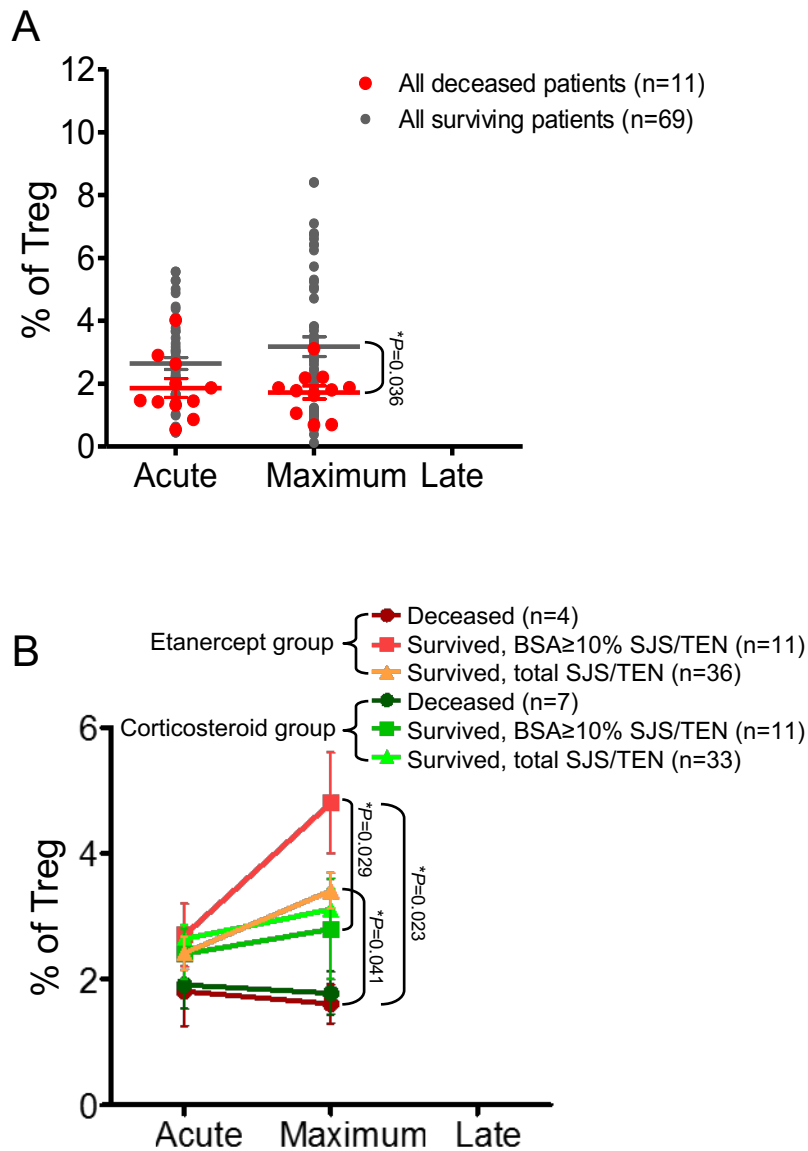 A
12
10
8
6
4
2
0
% of Treg
All deceased patients (n=11)
All surviving patients (n=69)
*P=0.036
Acute Maximum Late
B
Etanercept group
Deceased (n=4)
Survived, BSA≥10% SJS/TEN (n=11)
Survived, total SJS/TEN (n=36)
Corticosteroid group
Deceased (n=7)
Survived, BSA≥10% SJS/TEN (n=11)
Survived, total SJS/TEN (n=33)
6
4
2
0
% of Treg
*P=0.029
*P=0.041
*P=0.023
Acute Maximum Late